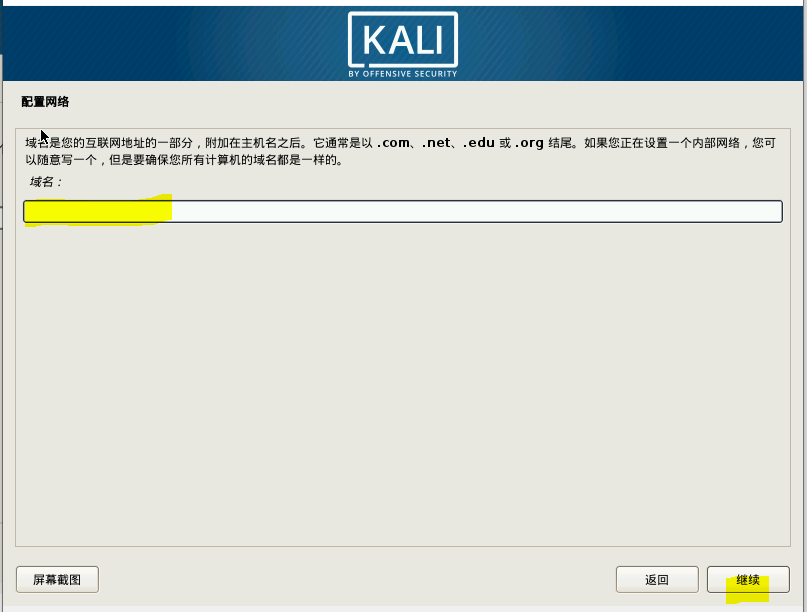 KALI
BY OFFENSIVE SECURITY
配置网络
域名是您的互联网地址的一部分，附加在主机名之后。它通常是以 .com、.net、.edu 或 .org 结尾。如果您正在设置一个内部网络，您可
以随意写一个，但是要确保您所有计算机的域名都是一样的。
域名：
屏幕截图
返回
继续